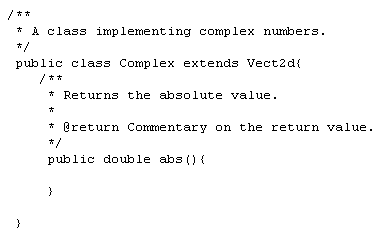 /**
 * A class implementing complex numbers.
 */
 public class Complex extends Vect2d{
    /**
     * Returns the absolute value.
     *
     * @return Commentary on the return value.
     */
     public double abs(){
     }
 }